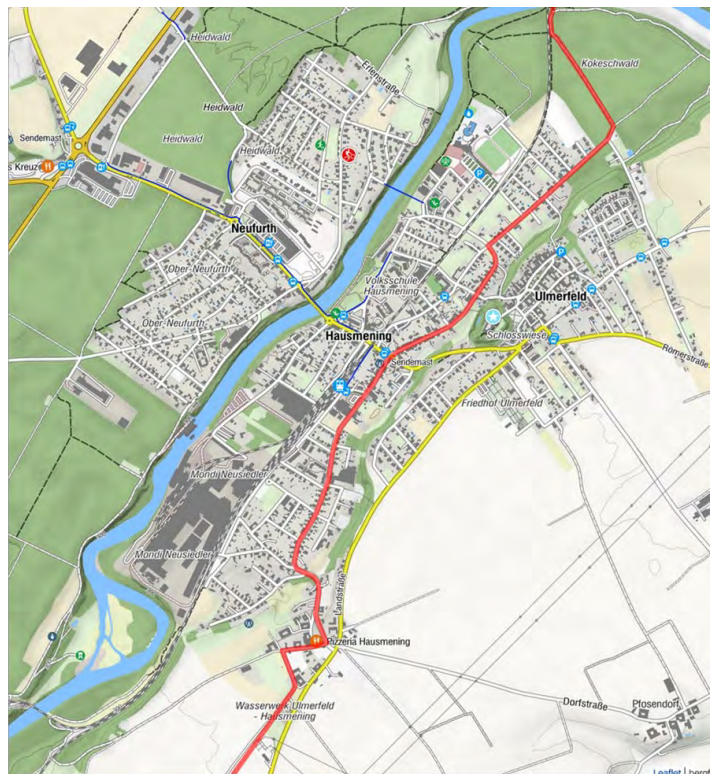 Heidwald
Kokeschwald
Erlenstraße
Heidwald
Sendemast
Heidwald
Heidwald
s Kreuz
Neufurth
Ober-Neufurth
Volksschule
Hausmening
Ulmerfeld
Ober-Neufurth
Hausmening
Schlosswiese
Sendemast
Römerstraße
Friedhof Ulmerfeld
Mondi Neusiedler
Mondi Neusiedler
Landstraße
Pizzeria Hausmening
Wasserwerk Ulmerfeld
- Hausmening
Dorfstraße
Pfosendorf
Leaflet | bergf